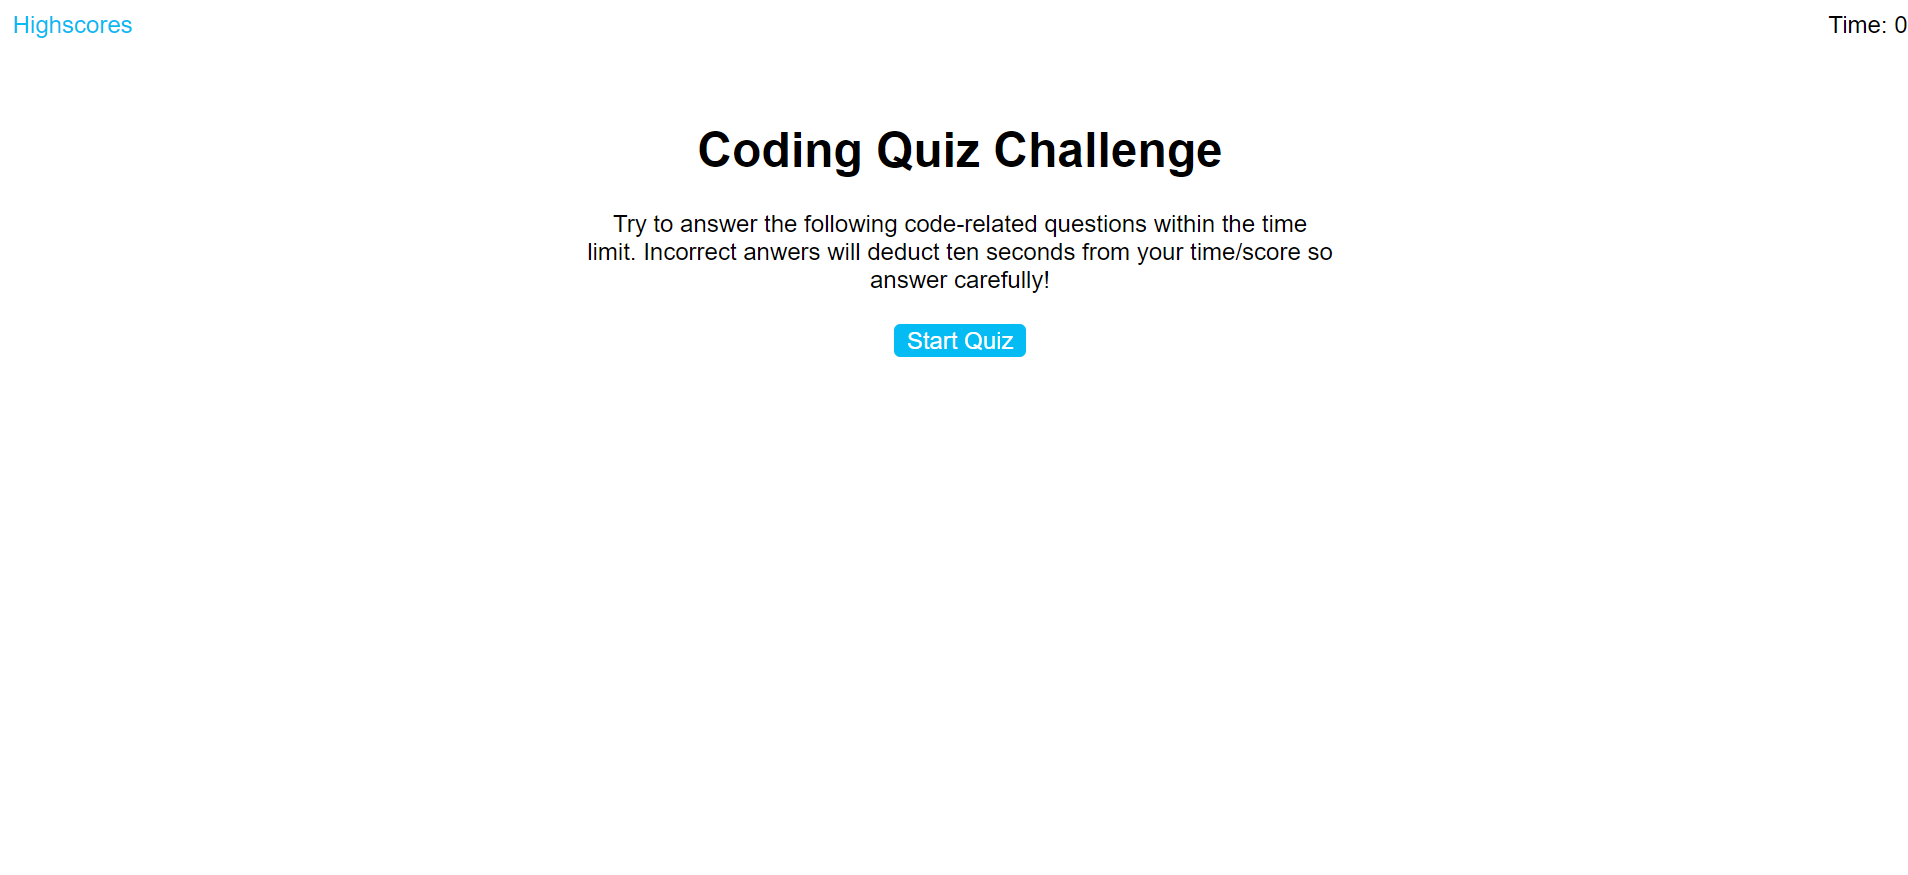 Highscores
Time: 0
Coding Quiz Challenge
Try to answer the following code-related questions within the time
limit. Incorrect anwers will deduct ten seconds from your time/score so
answer carefully!
Start Quiz